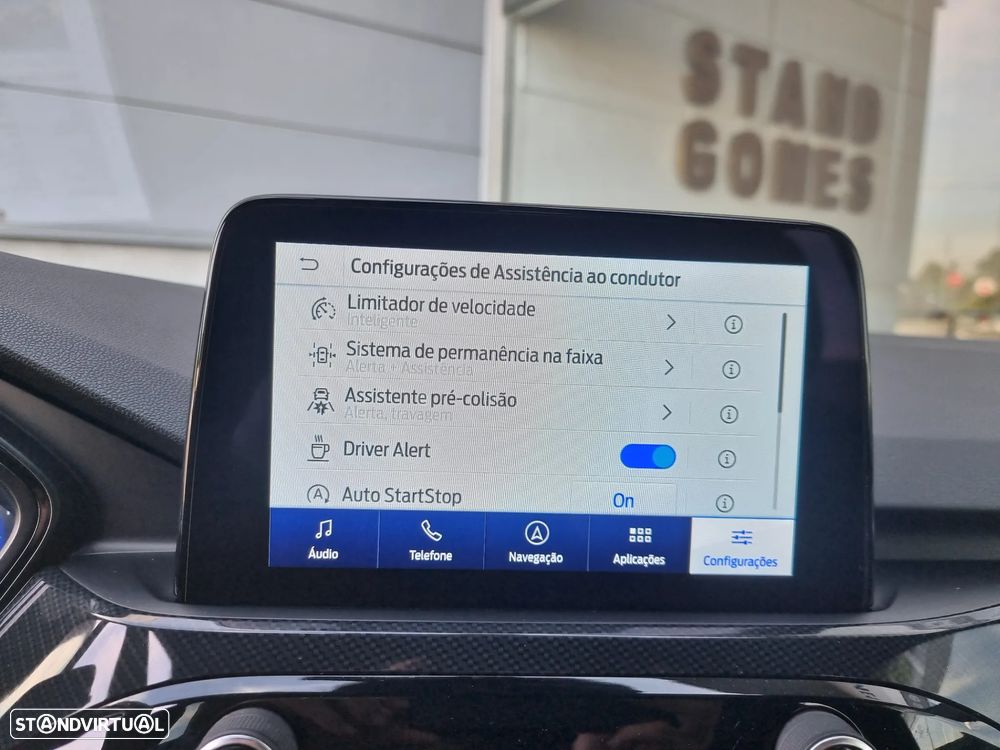 STAND
GOMES
Configurações de Assistência ao condutor
Limitador de velocidade
Inteligente
Sistema de permanência na faixa
Alerta + Assistência
Assistente pré-colisão
Alerta, travagem
Driver Alert
Auto StartStop
On
Áudio
Telefone
Navegação
Aplicações
Configurações
STANDVIRTUAL